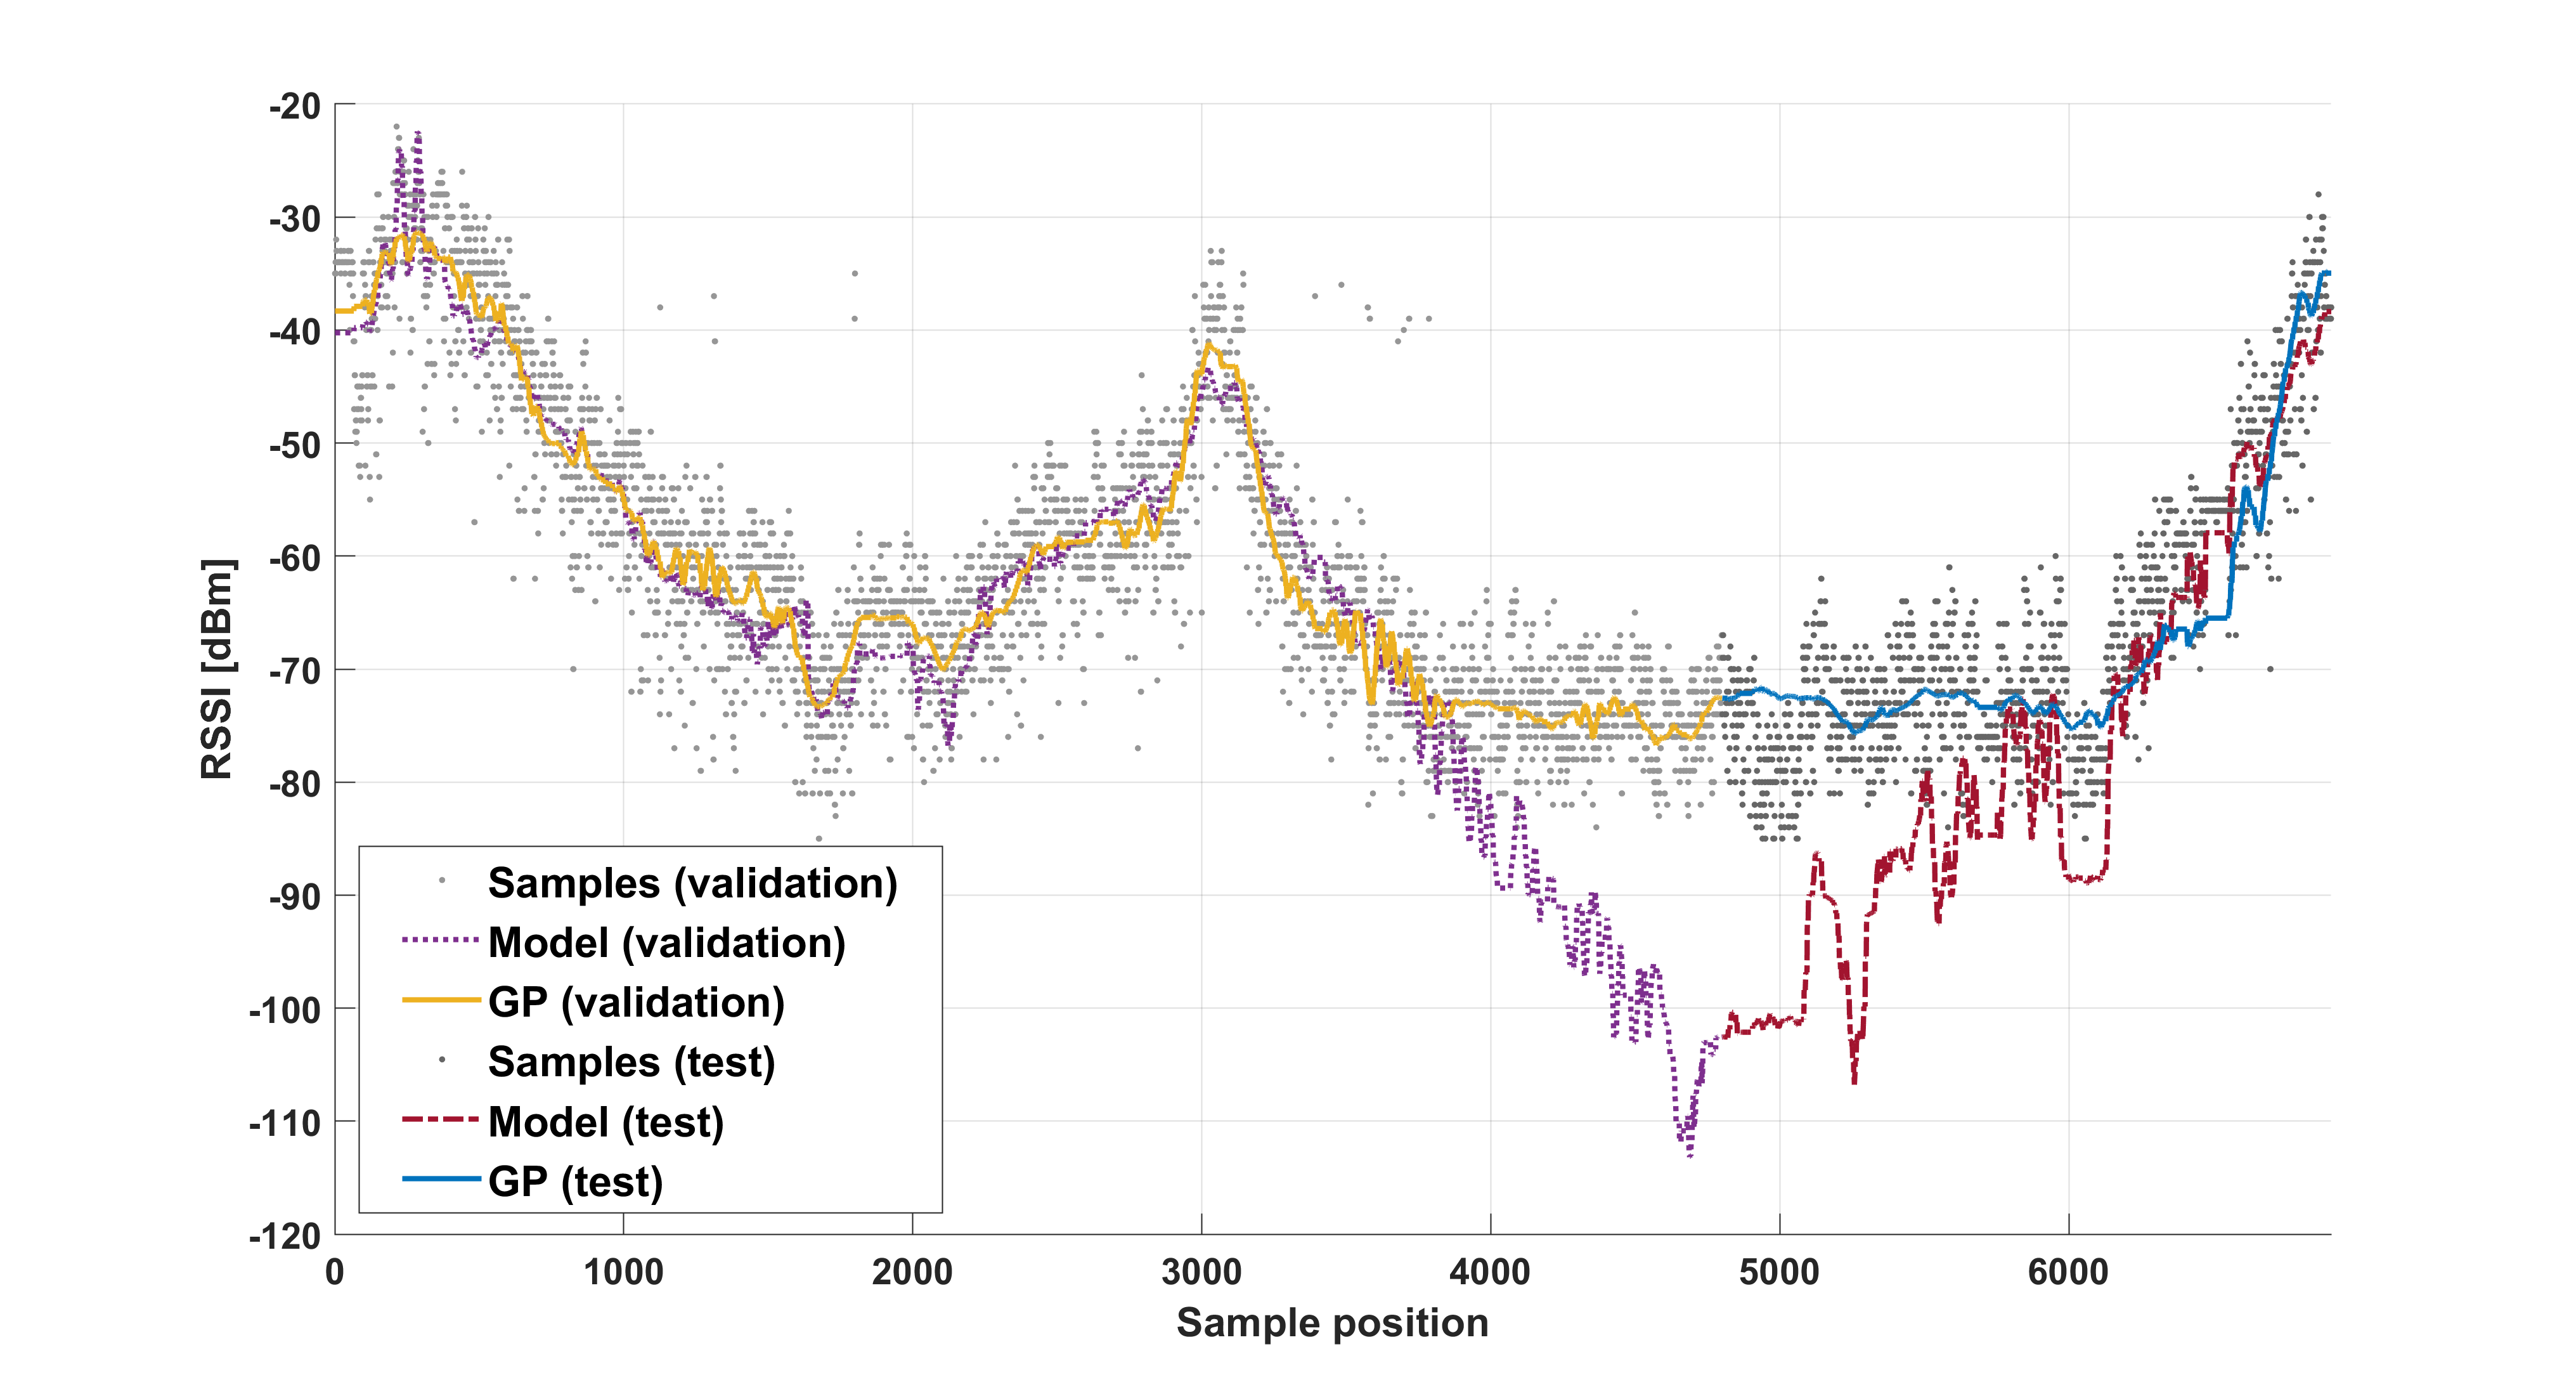 -20
-30
-40
-50
-60
-70
-80
-90
-100
-110
-120
RSSI [dBm]
Samples (validation)
Model (validation)
GP (validation)
Samples (test)
Model (test)
GP (test)
0 1000 2000 3000 4000 5000 6000
Sample position